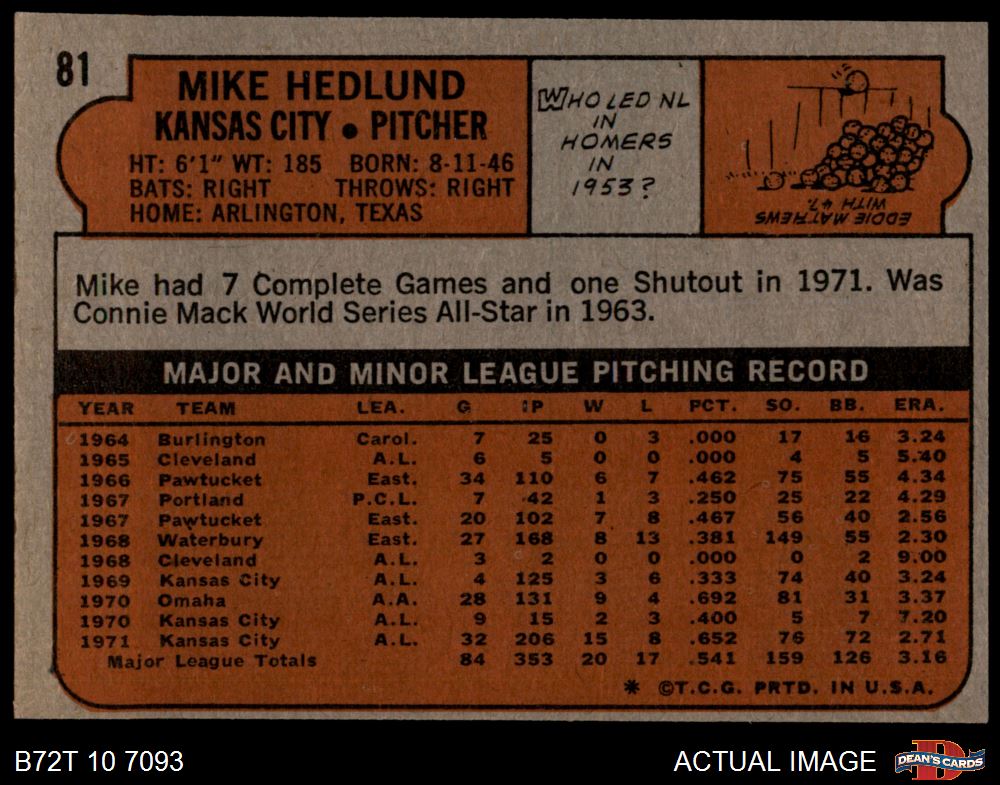 81
MIKE HEDLUND
KANSAS CITY • PITCHER
HT: 6'1" WT: 185 BORN: 8-11-46
BATS: RIGHT THROWS: RIGHT
HOME: ARLINGTON, TEXAS
WHO LED NL
IN
HOMERS
IN
1953?
EDDIE MATHEWS
WITH 47.
Mike had 7 Complete Games and one Shutout in 1971. Was
Connie Mack World Series All-Star in 1963.
MAJOR AND MINOR LEAGUE PITCHING RECORD
YEAR TEAM LEA. G IP W L PCT. SO. BB. ERA.
1964 Burlington Carol. 7 25 0 3 .000 17 16 3.24
1965 Cleveland A.L. 6 5 0 0 .000 4 5 5.40
1966 Pawtucket East. 34 110 6 7 .462 75 55 4.34
1967 Portland P.C.L. 7 42 1 3 .250 25 22 4.29
1967 Pawtucket East. 20 102 7 8 .467 56 40 2.56
1968 Waterbury East. 27 168 8 13 .381 149 55 2.30
1968 Cleveland A.L. 3 2 0 0 .000 0 2 9.00
1969 Kansas City A.L. 4 125 3 6 .333 74 40 3.24
1970 Omaha A.A. 28 131 9 4 .692 81 31 3.37
1970 Kansas City A.L. 9 15 2 3 .400 5 7 7.20
1971 Kansas City A.L. 32 206 15 8 .652 76 72 2.71
Major League Totals 84 353 20 17 .541 159 126 3.16
* ©T.C.G. PRTD. IN U.S.A.
B72T 10 7093
ACTUAL IMAGE
DEAN'S CARDS